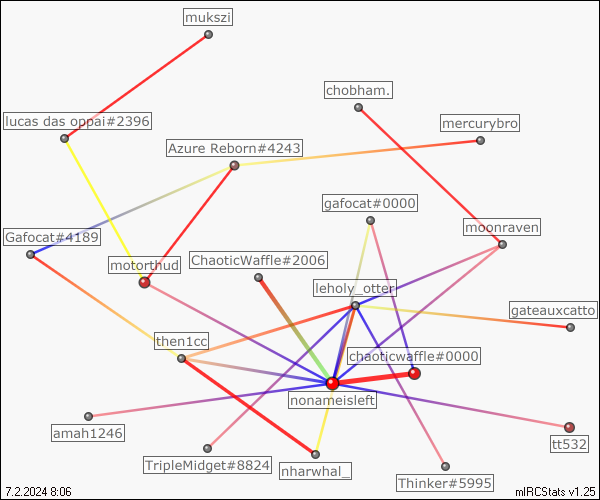 mukszi
chobham.
lucas das oppai#2396
mercurybro
Azure Reborn#4243
gafocat#0000
moonraven
Gafocat#4189
ChaoticWaffle#2006
motorthud
leholy_otter
gateauxcatto
then1cc
chaoticwaffle#0000
nonameisleft
amah1246
tt532
TripleMidget#8824
nharwhal_
Thinker#5995
7.2.2024 8:06
mIRCStats v1.25